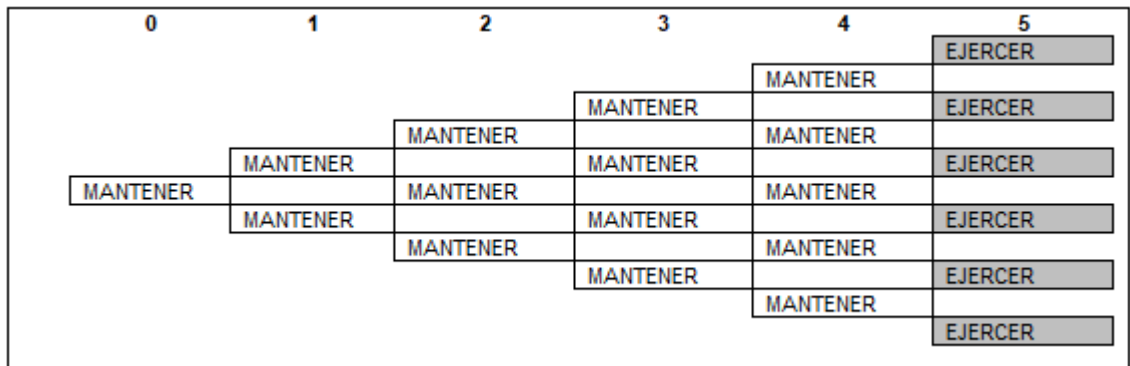 0 1 2 3 4 5
EJERCER
MANTENER
MANTENER EJERCER
MANTENER MANTENER
MANTENER MANTENER EJERCER
MANTENER MANTENER MANTENER
MANTENER MANTENER EJERCER
MANTENER MANTENER
MANTENER EJERCER
MANTENER
EJERCER